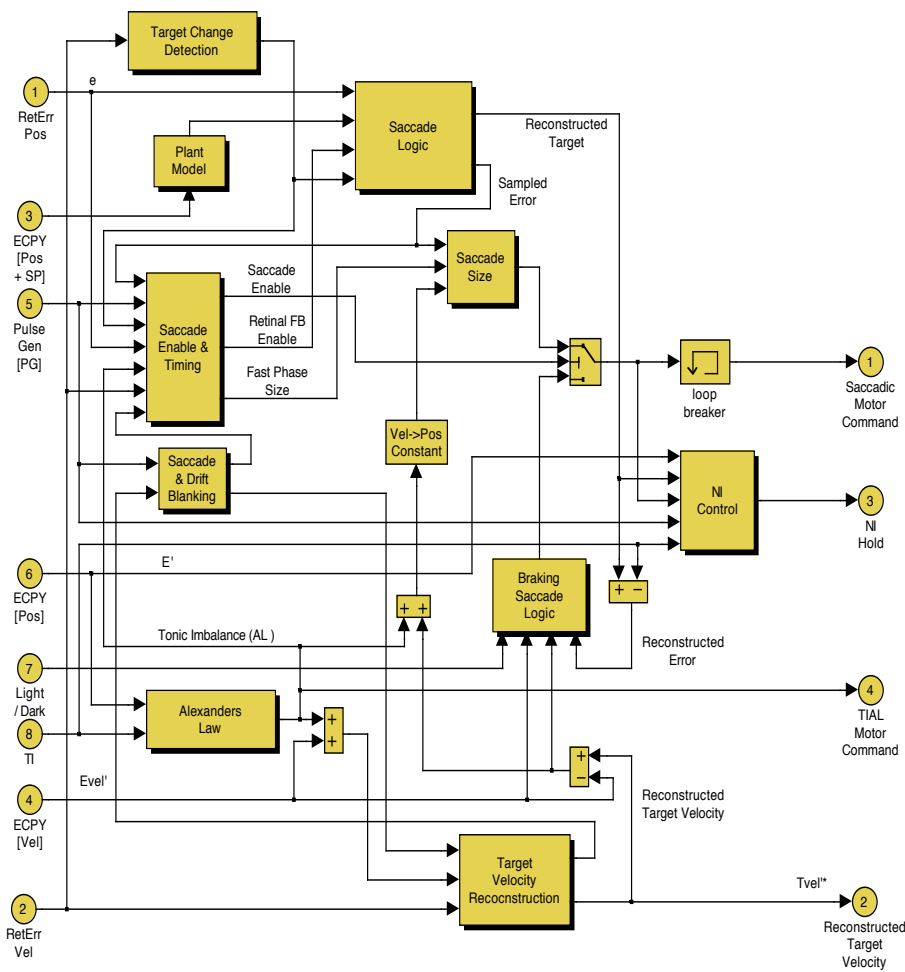 Target Change
Detection
e
1
RetErr
Pos
Saccade
Logic
Reconstructed
Target
Plant
Model
Sampled
Error
3
ECPY
[Pos
+ SP]
Saccade
Size
Saccade
Enable
5
Pulse
Gen
[PG]
Saccade
Enable &
Timing
Retinal FB
Enable
Fast Phase
Size
loop
breaker
1
Saccadic
Motor
Command
Vel->Pos
Constant
Saccade
& Drift
Blanking
NI
Control
3
NI
Hold
E'
6
ECPY
[Pos]
Braking
Saccade
Logic
+ −
+ +
Tonic Imbalance (AL )
Reconstructed
Error
7
Light
/ Dark
4
TIAL
Motor
Command
Alexanders
Law
8
TI
+
+
+
−
Evel'
4
ECPY
[Vel]
Reconstructed
Target Velocity
Target
Velocity
Recocnstruction
Tvel'*
2
RetErr
Vel
2
Reconstructed
Target
Velocity